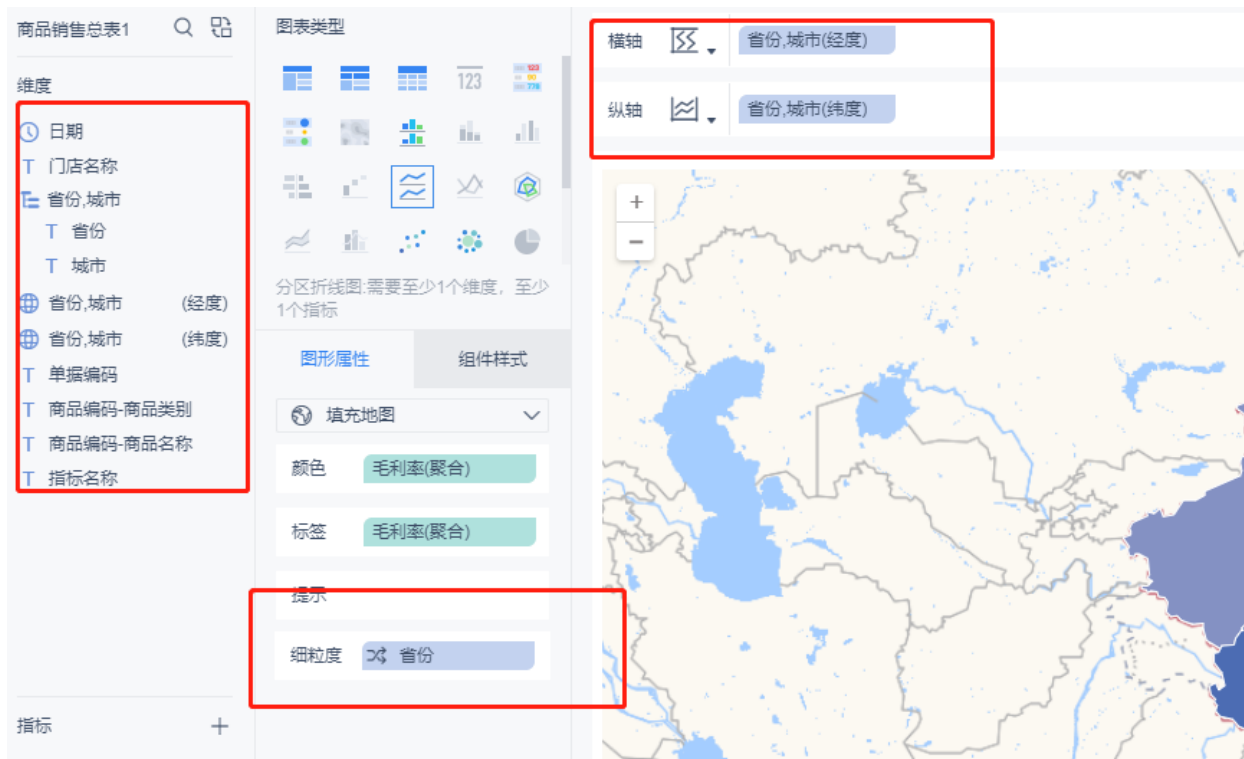 商品销售总表1
维度
日期
门店名称
省份,城市
省份
城市
省份,城市 (经度)
省份,城市 (纬度)
单据编码
商品编码-商品类别
商品编码-商品名称
指标名称
指标
图表类型
123
123
90
778
分区折线图:需要至少1个维度，至少
1个指标
图形属性 组件样式
填充地图
颜色 毛利率(聚合)
标签 毛利率(聚合)
提示
细粒度 省份
横轴 省份,城市(经度)
纵轴 省份,城市(纬度)